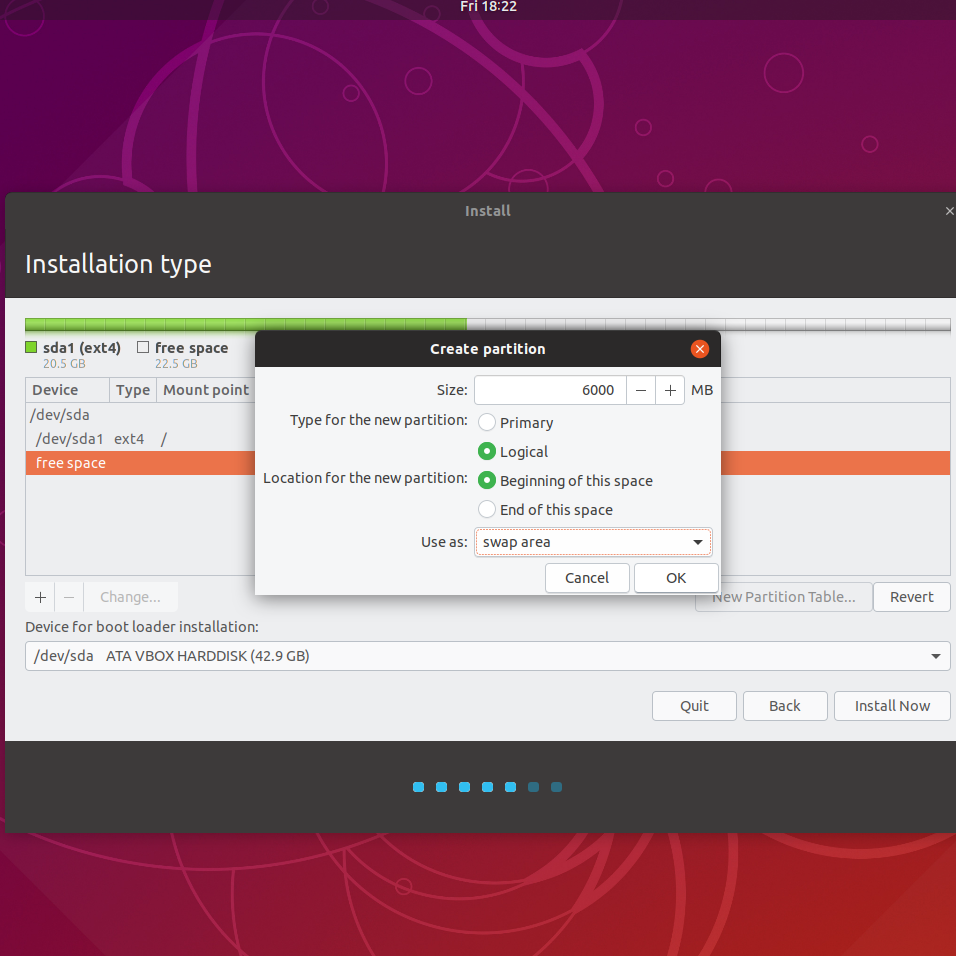 Fri 18:22
Install
Installation type
sda1 (ext4)
20.5 GB
free space
22.5 GB
Device Type Mount point
/dev/sda
/dev/sda1 ext4 /
free space
Create partition
Size: 6000 MB
Type for the new partition: Primary
Logical
Location for the new partition: Beginning of this space
End of this space
Use as: swap area
Cancel OK
+ − Change... New Partition Table... Revert
Device for boot loader installation:
/dev/sda ATA VBOX HARDDISK (42.9 GB)
Quit Back Install Now